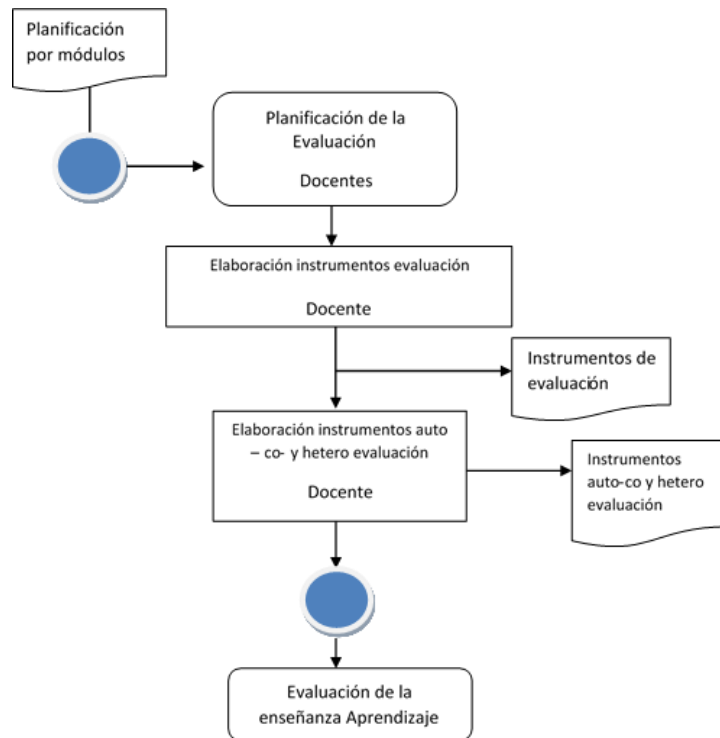 Planificación
por módulos
Planificación de la
Evaluación
Docentes
Elaboración instrumentos evaluación
Docente
Instrumentos de
evaluación
Elaboración instrumentos auto
– co- y hetero evaluación
Docente
Instrumentos
auto-co y hetero
evaluación
Evaluación de la
enseñanza Aprendizaje